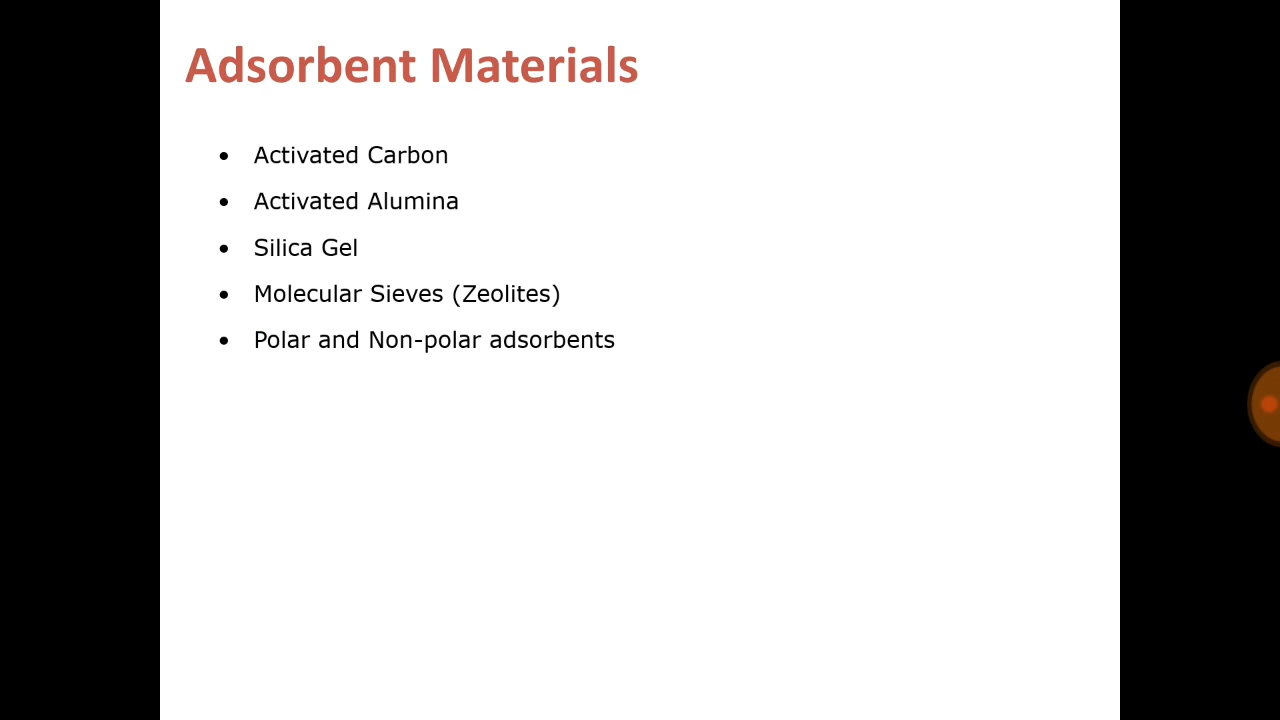 Adsorbent Materials
• Activated Carbon
• Activated Alumina
• Silica Gel
• Molecular Sieves (Zeolites)
• Polar and Non-polar adsorbents